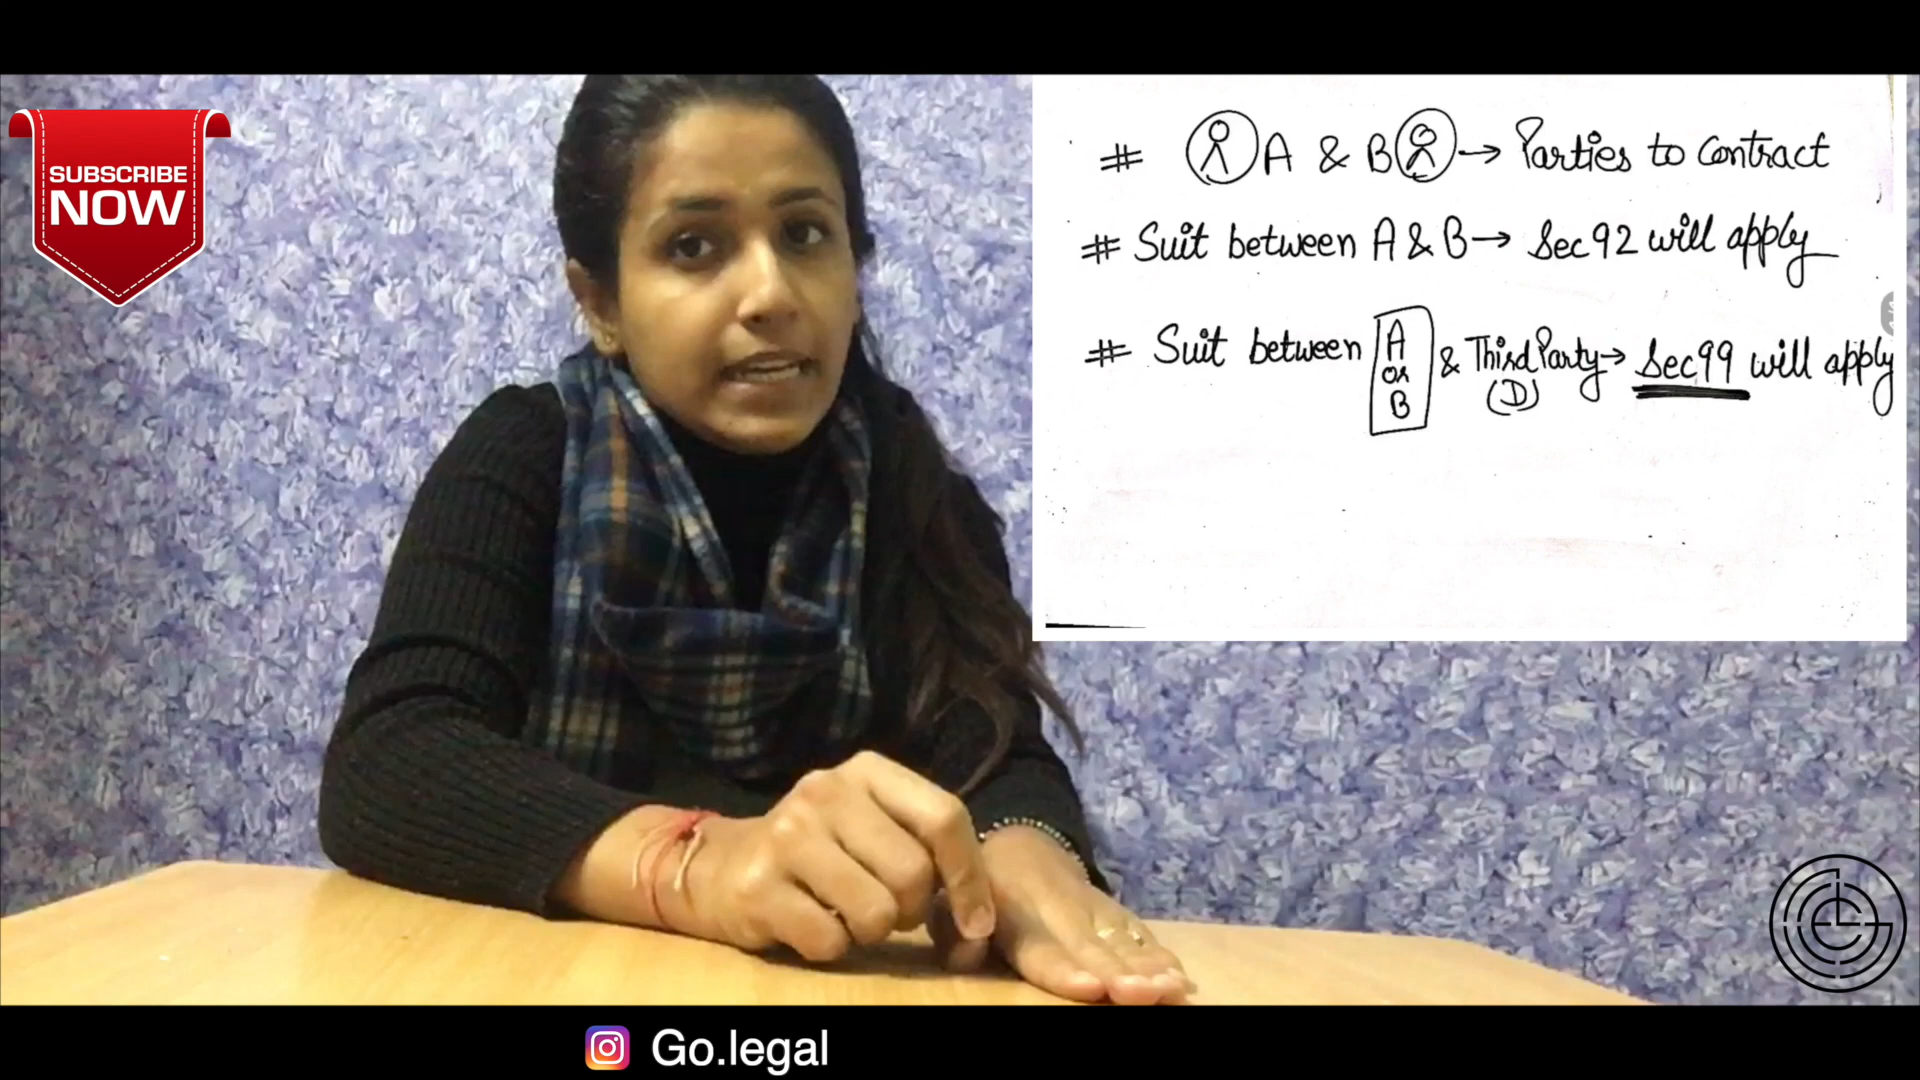 SUBSCRIBE
NOW
# A & B → Parties to Contract
# Suit between A & B → Sec 92 will apply
# Suit between A or B & Third Party → Sec 99 will apply
(D)
Go.legal